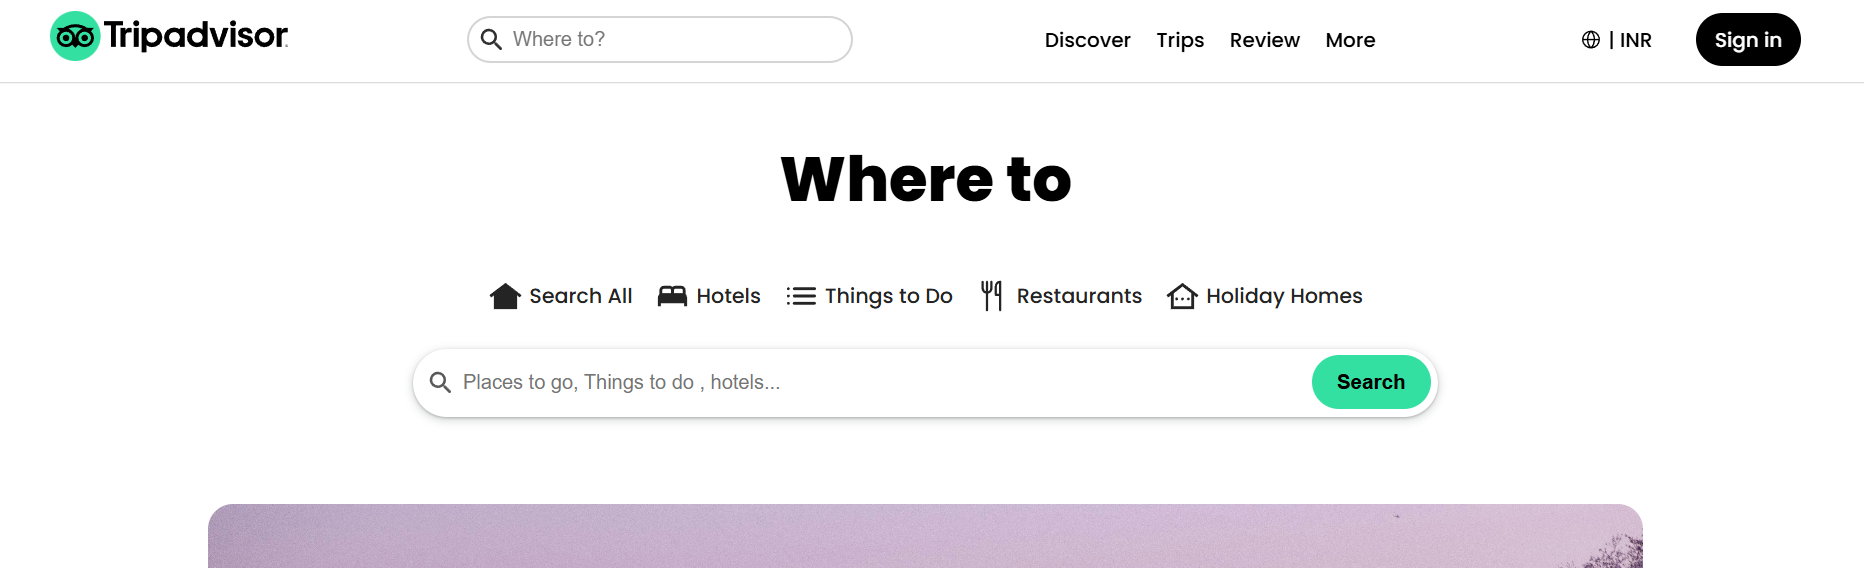 Tripadvisor
Where to?
Discover Trips Review More
| INR
Sign in
Where to
Search All Hotels Things to Do Restaurants Holiday Homes
Places to go, Things to do , hotels...
Search